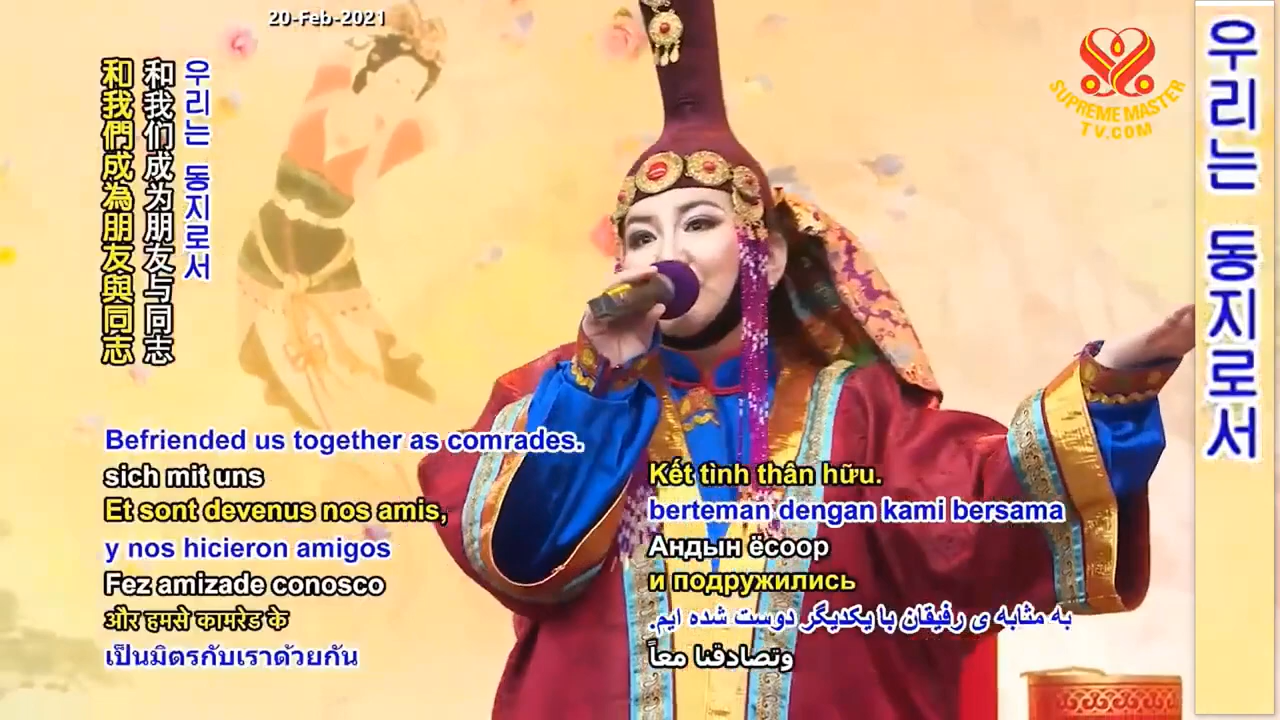 20-Feb-2021
SUPREME MASTER
TV.COM
우리는 동지로서
우리는 동지로서
和我们成为朋友与同志
和我們成為朋友與同志
Befriended us together as comrades.
sich mit uns
Et sont devenus nos amis,
y nos hicieron amigos
Fez amizade conosco
और हमसे कामरेड के
เป็นมิตรกับเราด้วยกัน
Kết tình thân hữu.
berteman dengan kami bersama
Андын ёсоор
и подружились
به مثابه ی رفیقان با یکدیگر دوست شده ایم.
وتصادقنا معاً